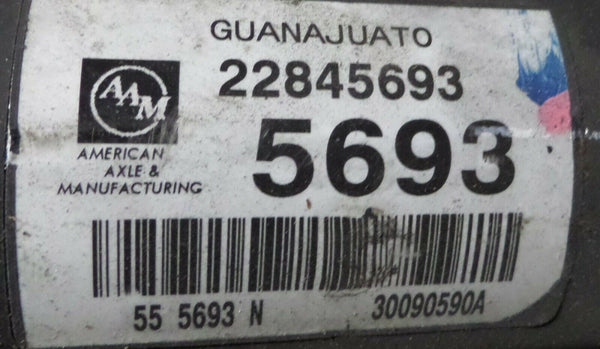 GUANAJUATO
22845693
AAM
5693
AMERICAN
AXLE &
MANUFACTURING
55 5693 N
30090590A